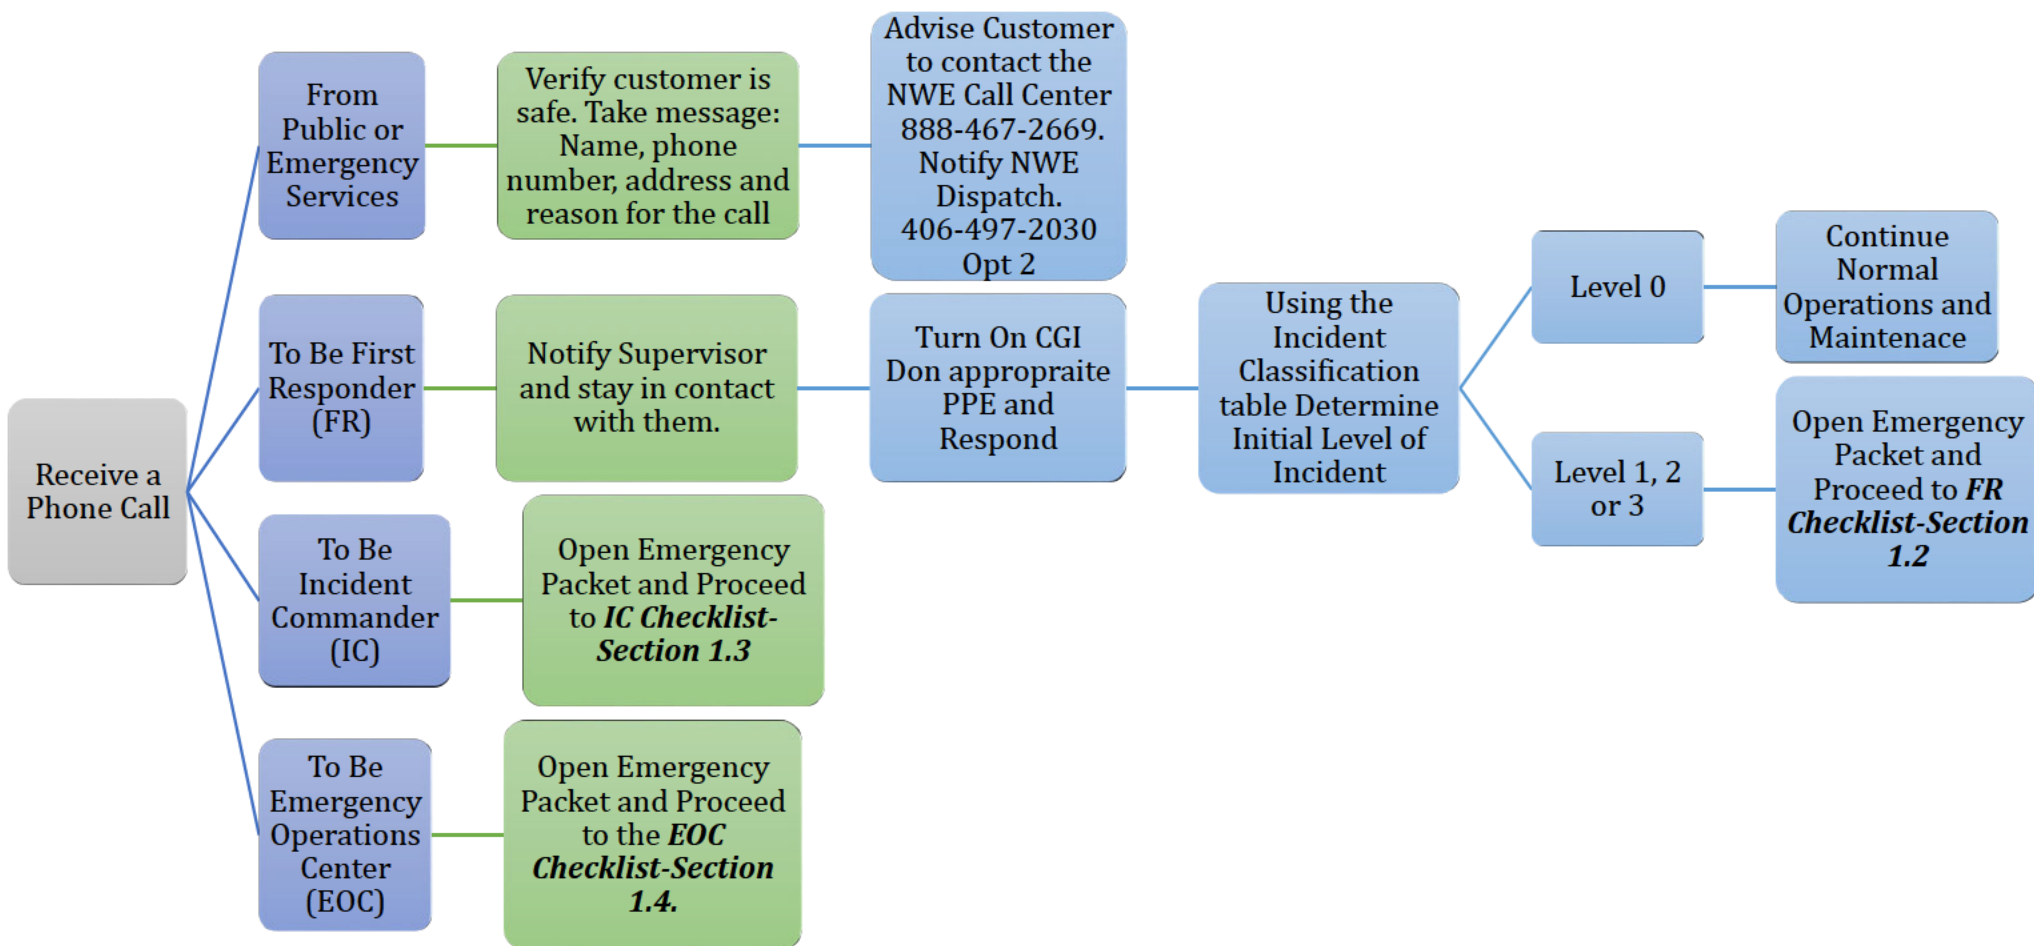 Receive a
Phone Call
From
Public or
Emergency
Services
Verify customer is
safe. Take message:
Name, phone
number, address and
reason for the call
Advise Customer
to contact the
NWE Call Center
888-467-2669.
Notify NWE
Dispatch.
406-497-2030
Opt 2
To Be First
Responder
(FR)
Notify Supervisor
and stay in contact
with them.
Turn On CGI
Don appropraite
PPE and
Respond
Using the
Incident
Classification
table Determine
Initial Level of
Incident
Level 0
Continue
Normal
Operations and
Maintenace
Level 1, 2
or 3
Open Emergency
Packet and
Proceed to FR
Checklist-Section
1.2
To Be
Incident
Commander
(IC)
Open Emergency
Packet and Proceed
to IC Checklist-
Section 1.3
To Be
Emergency
Operations
Center
(EOC)
Open Emergency
Packet and Proceed
to the EOC
Checklist-Section
1.4.